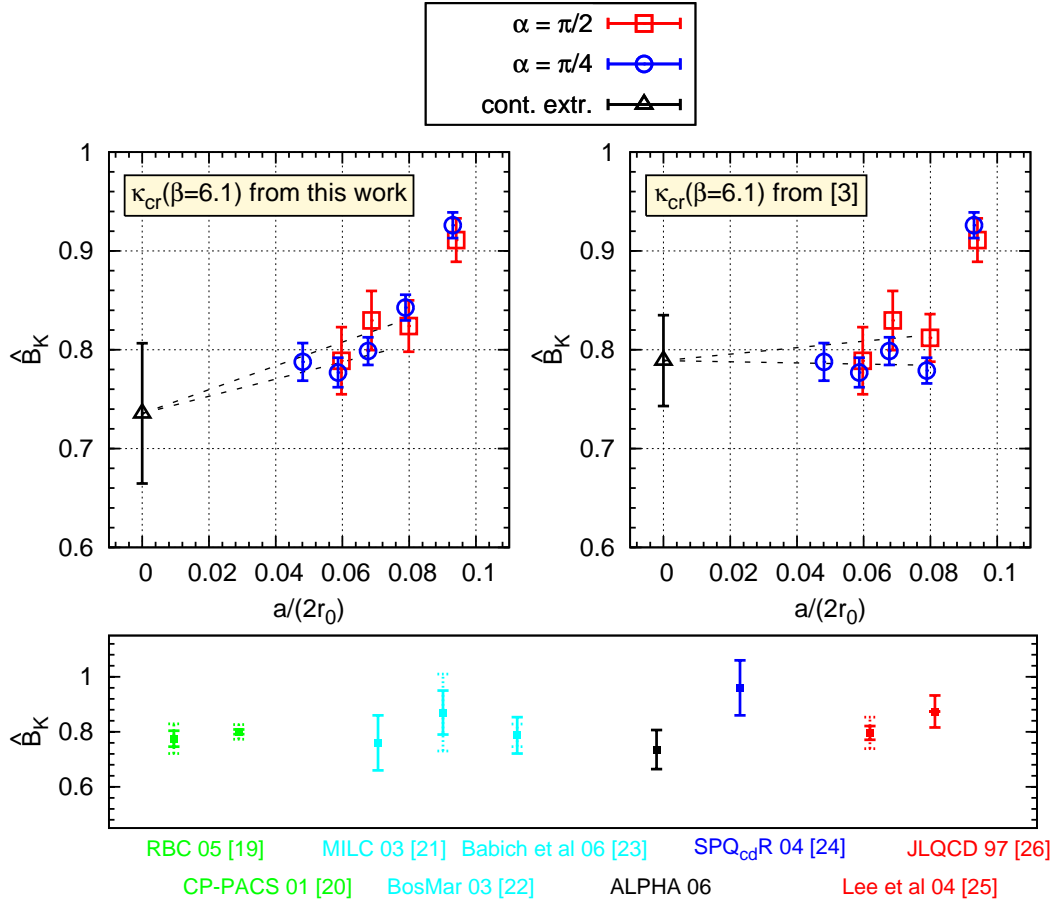 α = π/2
α = π/4
cont. extr.
κcr(β=6.1) from this work
κcr(β=6.1) from [3]
1
0.9
0.8
0.7
0.6
B̂K
0 0.02 0.04 0.06 0.08 0.1
a/(2r0)
1
0.9
0.8
0.7
0.6
B̂K
0 0.02 0.04 0.06 0.08 0.1
a/(2r0)
1
0.8
0.6
B̂K
RBC 05 [19] MILC 03 [21] Babich et al 06 [23] SPQcdR 04 [24] JLQCD 97 [26]
CP-PACS 01 [20] BosMar 03 [22] ALPHA 06 Lee et al 04 [25]